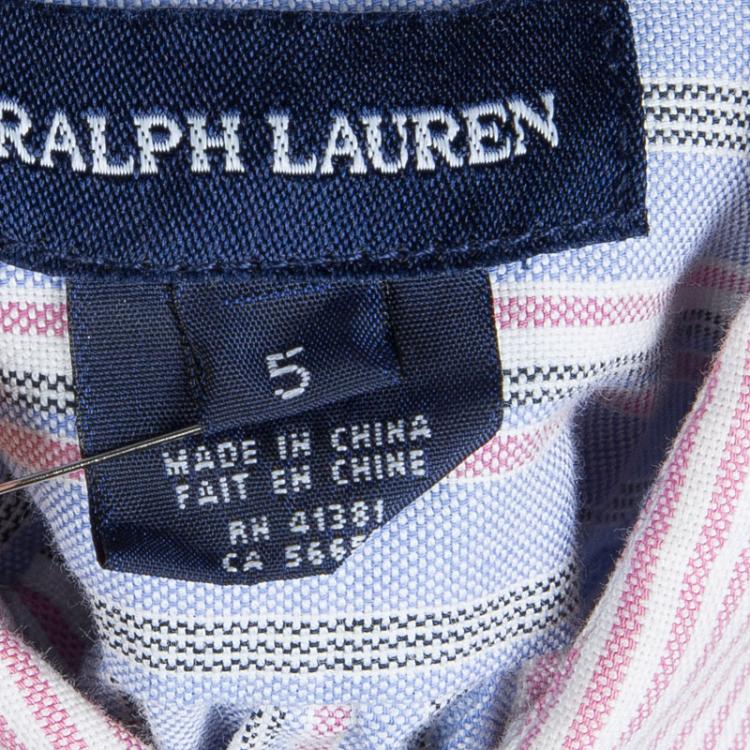 RALPH LAUREN
5
MADE IN CHINA
FAIT EN CHINE
RN 41381
CA